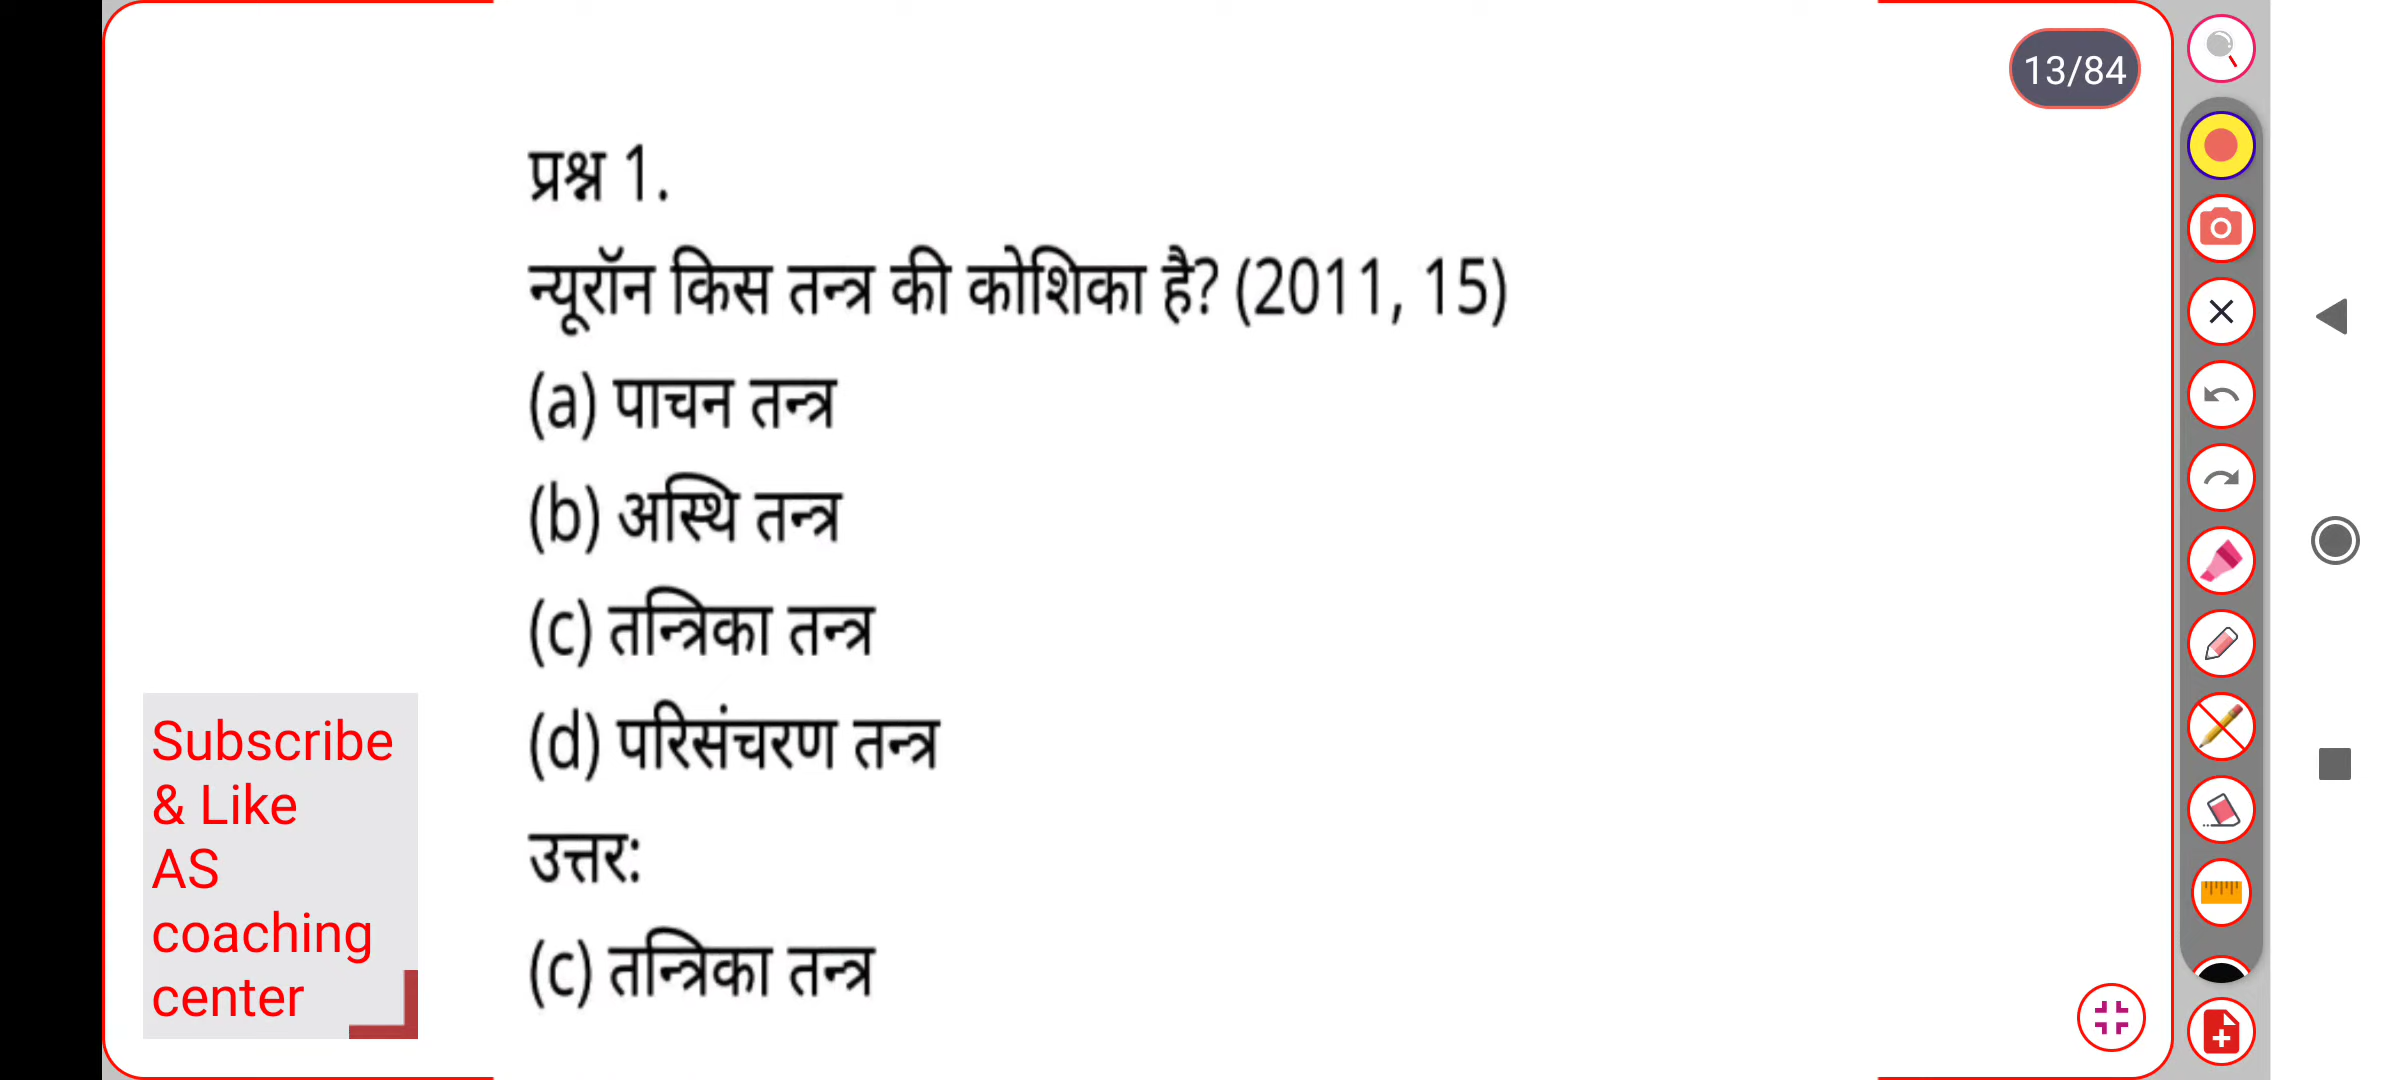 13/84
प्रश्न 1.
न्यूरॉन किस तन्त्र की कोशिका है? (2011, 15)
(a) पाचन तन्त्र
(b) अस्थि तन्त्र
(c) तन्त्रिका तन्त्र
(d) परिसंचरण तन्त्र
उत्तर:
(c) तन्त्रिका तन्त्र
Subscribe
& Like
AS
coaching
center